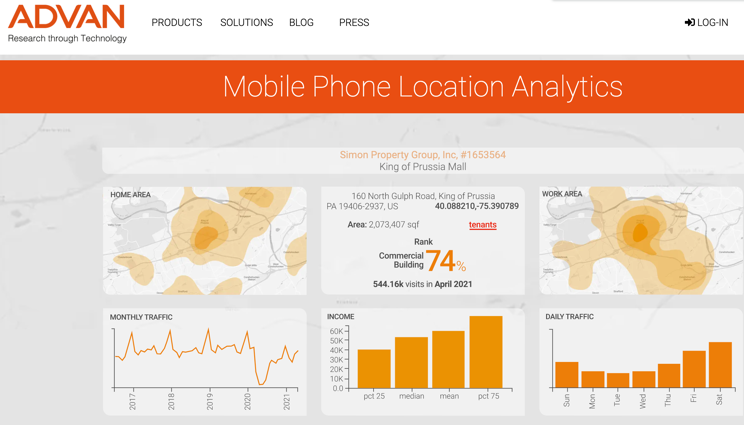 ADVAN
Research through Technology
PRODUCTS SOLUTIONS BLOG PRESS LOG-IN
Mobile Phone Location Analytics
Simon Property Group, Inc, #1653564
King of Prussia Mall
HOME AREA
160 North Gulph Road, King of Prussia
PA 19406-2937, US 40.088210,-75.390789
Area: 2,073,407 sqf tenants
Rank
Commercial
Building 74%
544.16k visits in April 2021
WORK AREA
MONTHLY TRAFFIC
2017 2018 2019 2020 2021
INCOME
60K
50K
40K
30K
20K
10K
0.0
pct 25 median mean pct 75
DAILY TRAFFIC
Sun Mon Tue Wed Thu Fri Sat